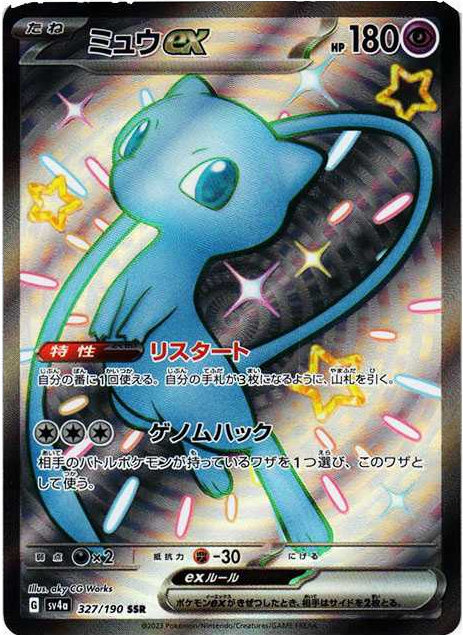 たね
ミュウex
HP 180
特性 リスタート
自分の番に1回使える。自分の手札が3枚になるように、山札を引く。
ゲノムハック
相手のバトルポケモンが持っているワザを1つ選び、このワザと
して使う。
弱点 ×2 抵抗力 -30 にげる
exルール
ポケモンexがきぜつしたとき、相手はサイドを2枚とる。
Illus. aky CG Works
G sv4a 327/190 SSR
©2023 Pokémon/Nintendo/Creatures/GAME FREAK